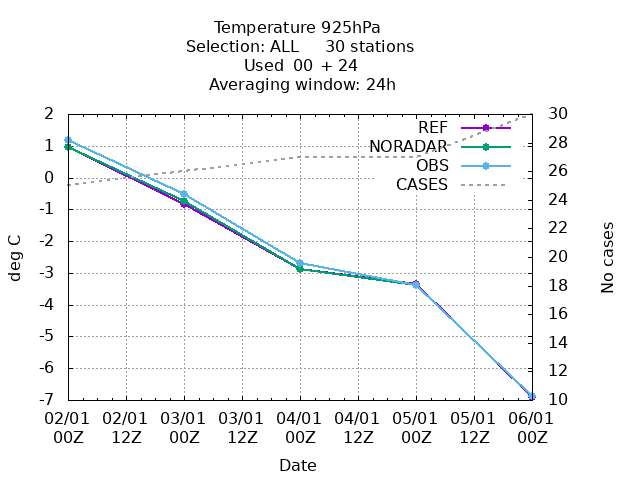 Temperature 925hPa
Selection: ALL     30 stations
Used  00 + 24
Averaging window: 24h
2
1
0
-1
-2
-3
-4
-5
-6
-7
deg C
30
28
26
24
22
20
18
16
14
12
10
No cases
REF
NORADAR
OBS
CASES
02/01 02/01 03/01 03/01 04/01 04/01 05/01 05/01 06/01
00Z 12Z 00Z 12Z 00Z 12Z 00Z 12Z 00Z
Date